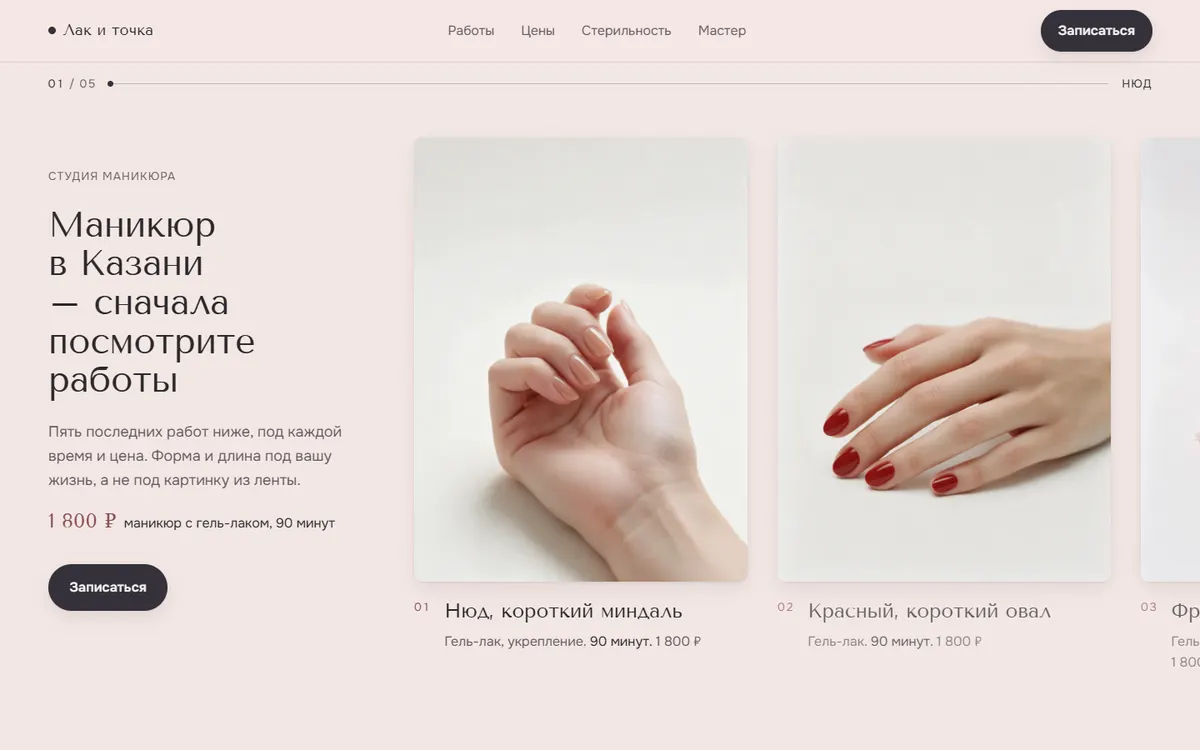 Лак и точка
Работы Цены Стерильность Мастер
Записаться
01 / 05
НЮД
СТУДИЯ МАНИКЮРА
Маникюр
в Казани
— сначала
посмотрите
работы
Пять последних работ ниже, под каждой
время и цена. Форма и длина под вашу
жизнь, а не под картинку из ленты.
1 800 ₽ маникюр с гель-лаком, 90 минут
Записаться
01 Нюд, короткий миндаль
Гель-лак, укрепление. 90 минут. 1 800 ₽
02 Красный, короткий овал
Гель-лак. 90 минут. 1 800 ₽
03